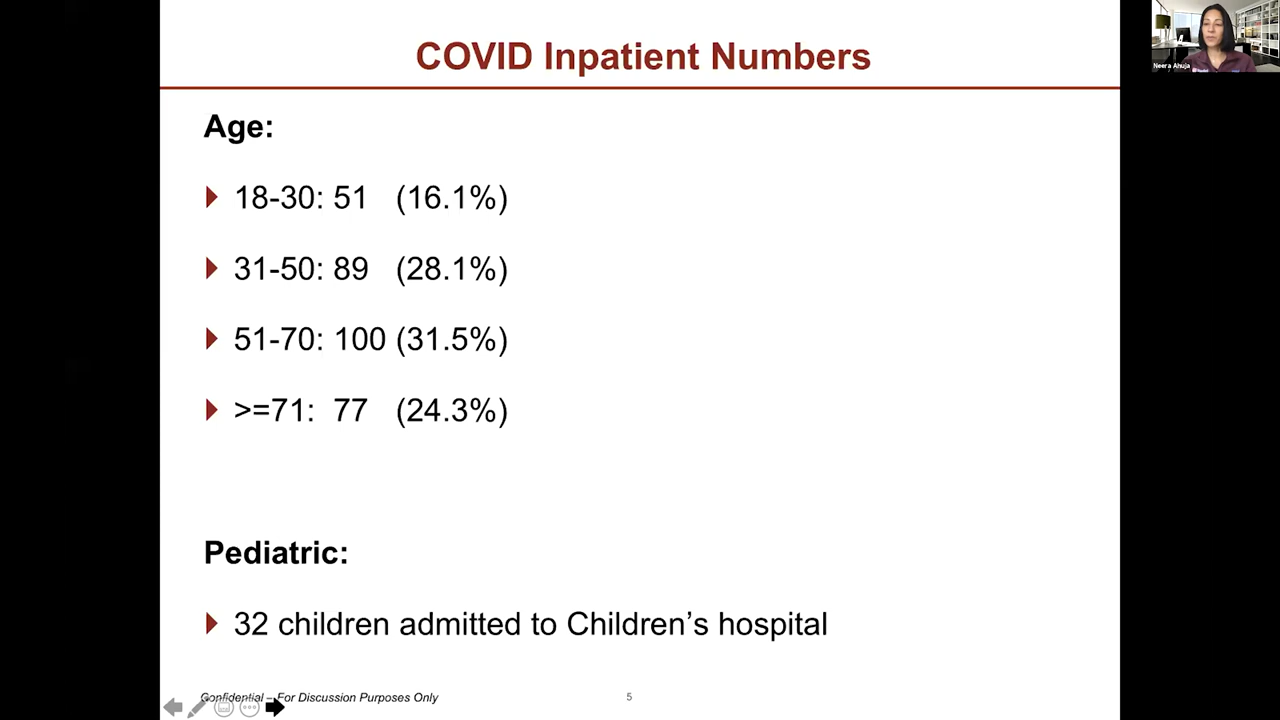 COVID Inpatient Numbers
Neera Ahuja
Age:
18-30: 51 (16.1%)
31-50: 89 (28.1%)
51-70: 100 (31.5%)
>=71: 77 (24.3%)
Pediatric:
32 children admitted to Children’s hospital
Confidential – For Discussion Purposes Only
5